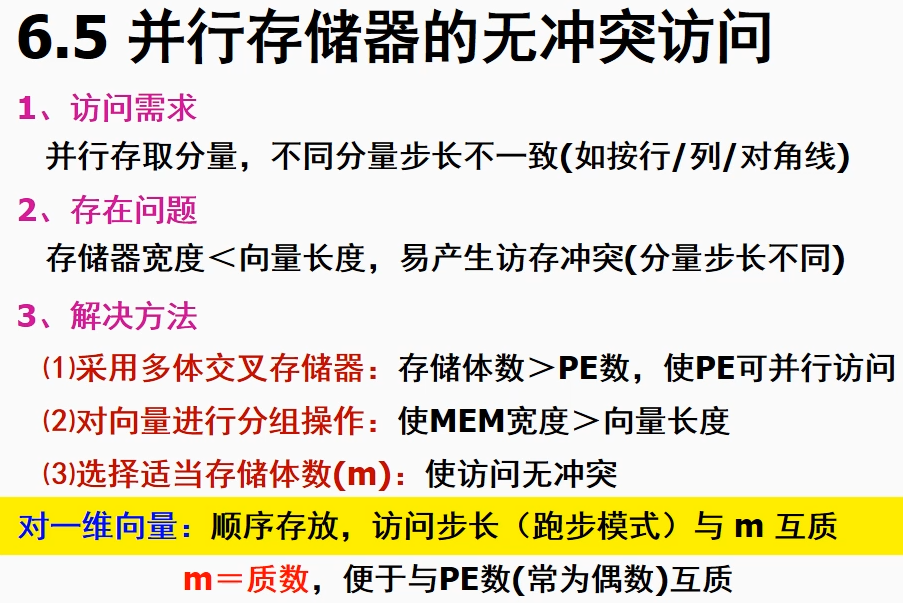 6.5 并行存储器的无冲突访问
1、访问需求
并行存取分量，不同分量步长不一致(如按行/列/对角线)
2、存在问题
存储器宽度＜向量长度，易产生访存冲突(分量步长不同)
3、解决方法
⑴采用多体交叉存储器：存储体数＞PE数，使PE可并行访问
⑵对向量进行分组操作：使MEM宽度＞向量长度
⑶选择适当存储体数(m)：使访问无冲突
对一维向量：顺序存放，访问步长（跑步模式）与 m 互质
m＝质数，便于与PE数(常为偶数)互质